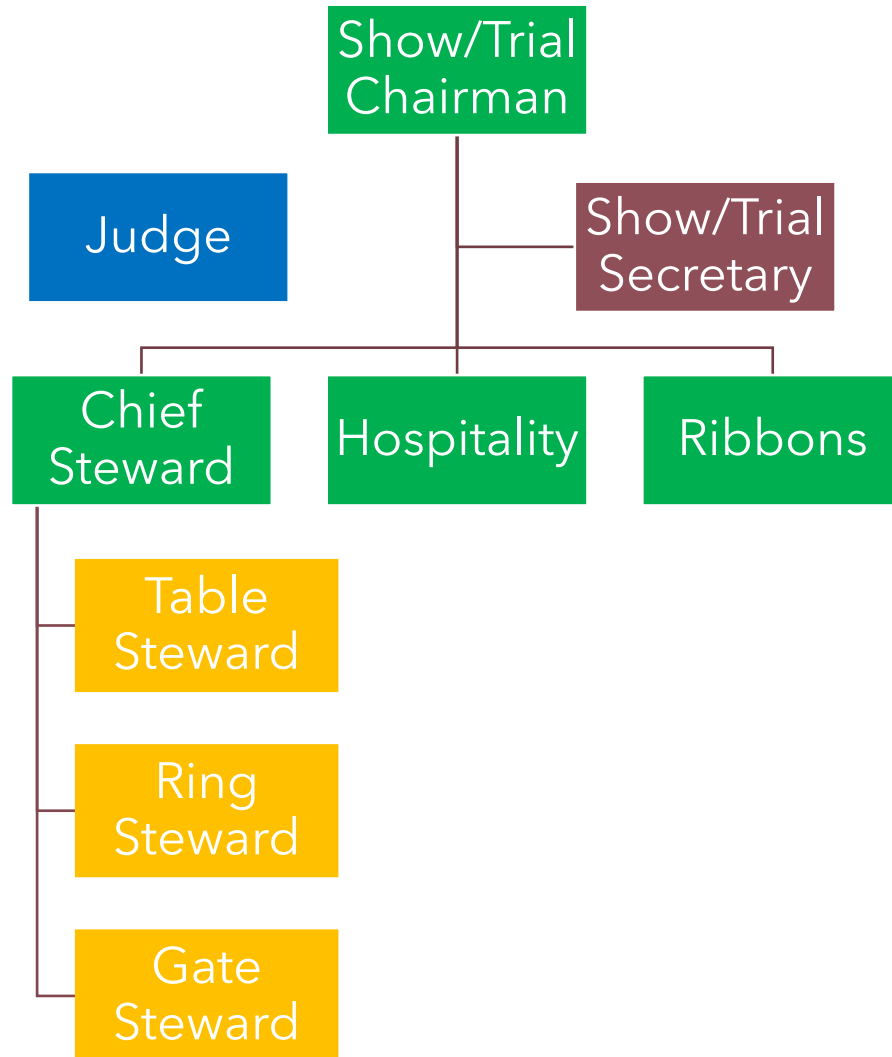 Show/Trial
Chairman
Judge
Show/Trial
Secretary
Chief
Steward
Hospitality
Ribbons
Table
Steward
Ring
Steward
Gate
Steward